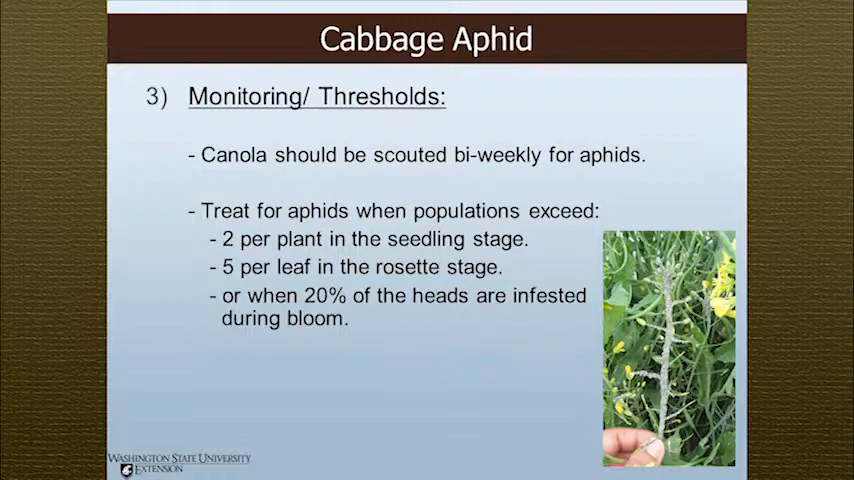 Cabbage Aphid
3) Monitoring/ Thresholds:
- Canola should be scouted bi-weekly for aphids.
- Treat for aphids when populations exceed:
- 2 per plant in the seedling stage.
- 5 per leaf in the rosette stage.
- or when 20% of the heads are infested
during bloom.
WASHINGTON STATE UNIVERSITY
EXTENSION